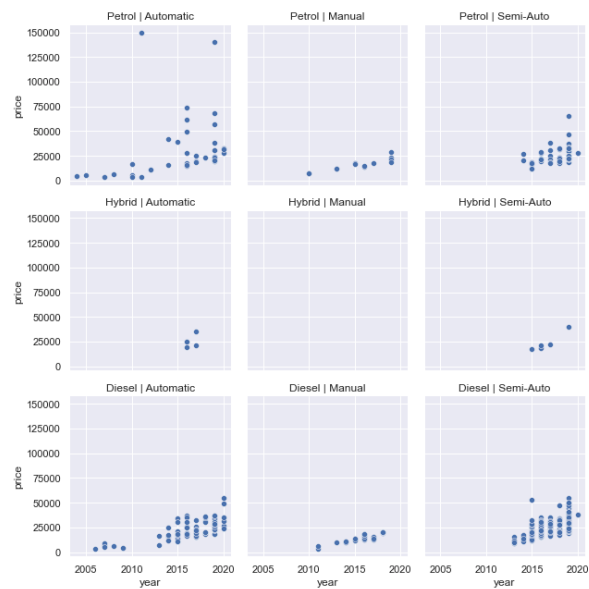 Petrol | Automatic
Petrol | Manual
Petrol | Semi-Auto
150000
125000
100000
75000
50000
25000
0
price
Hybrid | Automatic
Hybrid | Manual
Hybrid | Semi-Auto
150000
125000
100000
75000
50000
25000
0
price
Diesel | Automatic
Diesel | Manual
Diesel | Semi-Auto
150000
125000
100000
75000
50000
25000
0
price
2005 2010 2015 2020
2005 2010 2015 2020
2005 2010 2015 2020
year
year
year